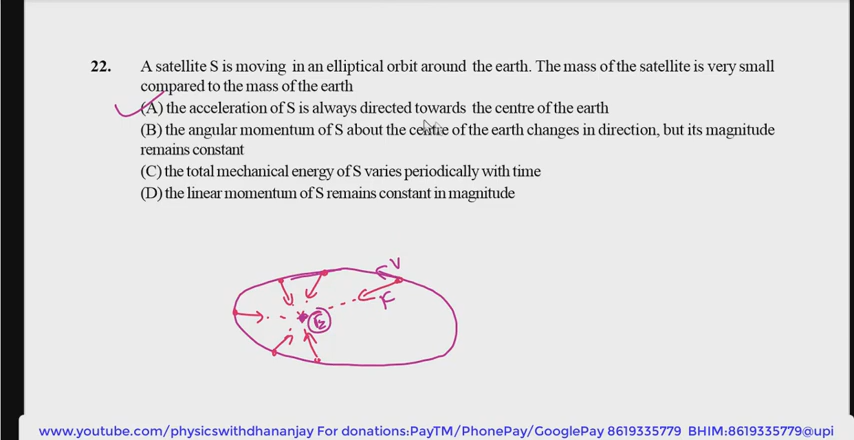 22. A satellite S is moving in an elliptical orbit around the earth. The mass of the satellite is very small
compared to the mass of the earth
(A) the acceleration of S is always directed towards the centre of the earth
(B) the angular momentum of S about the centre of the earth changes in direction, but its magnitude
remains constant
(C) the total mechanical energy of S varies periodically with time
(D) the linear momentum of S remains constant in magnitude
V
F
E
www.youtube.com/physicswithdhananjay For donations:PayTM/PhonePay/GooglePay 8619335779 BHIM:8619335779@upi